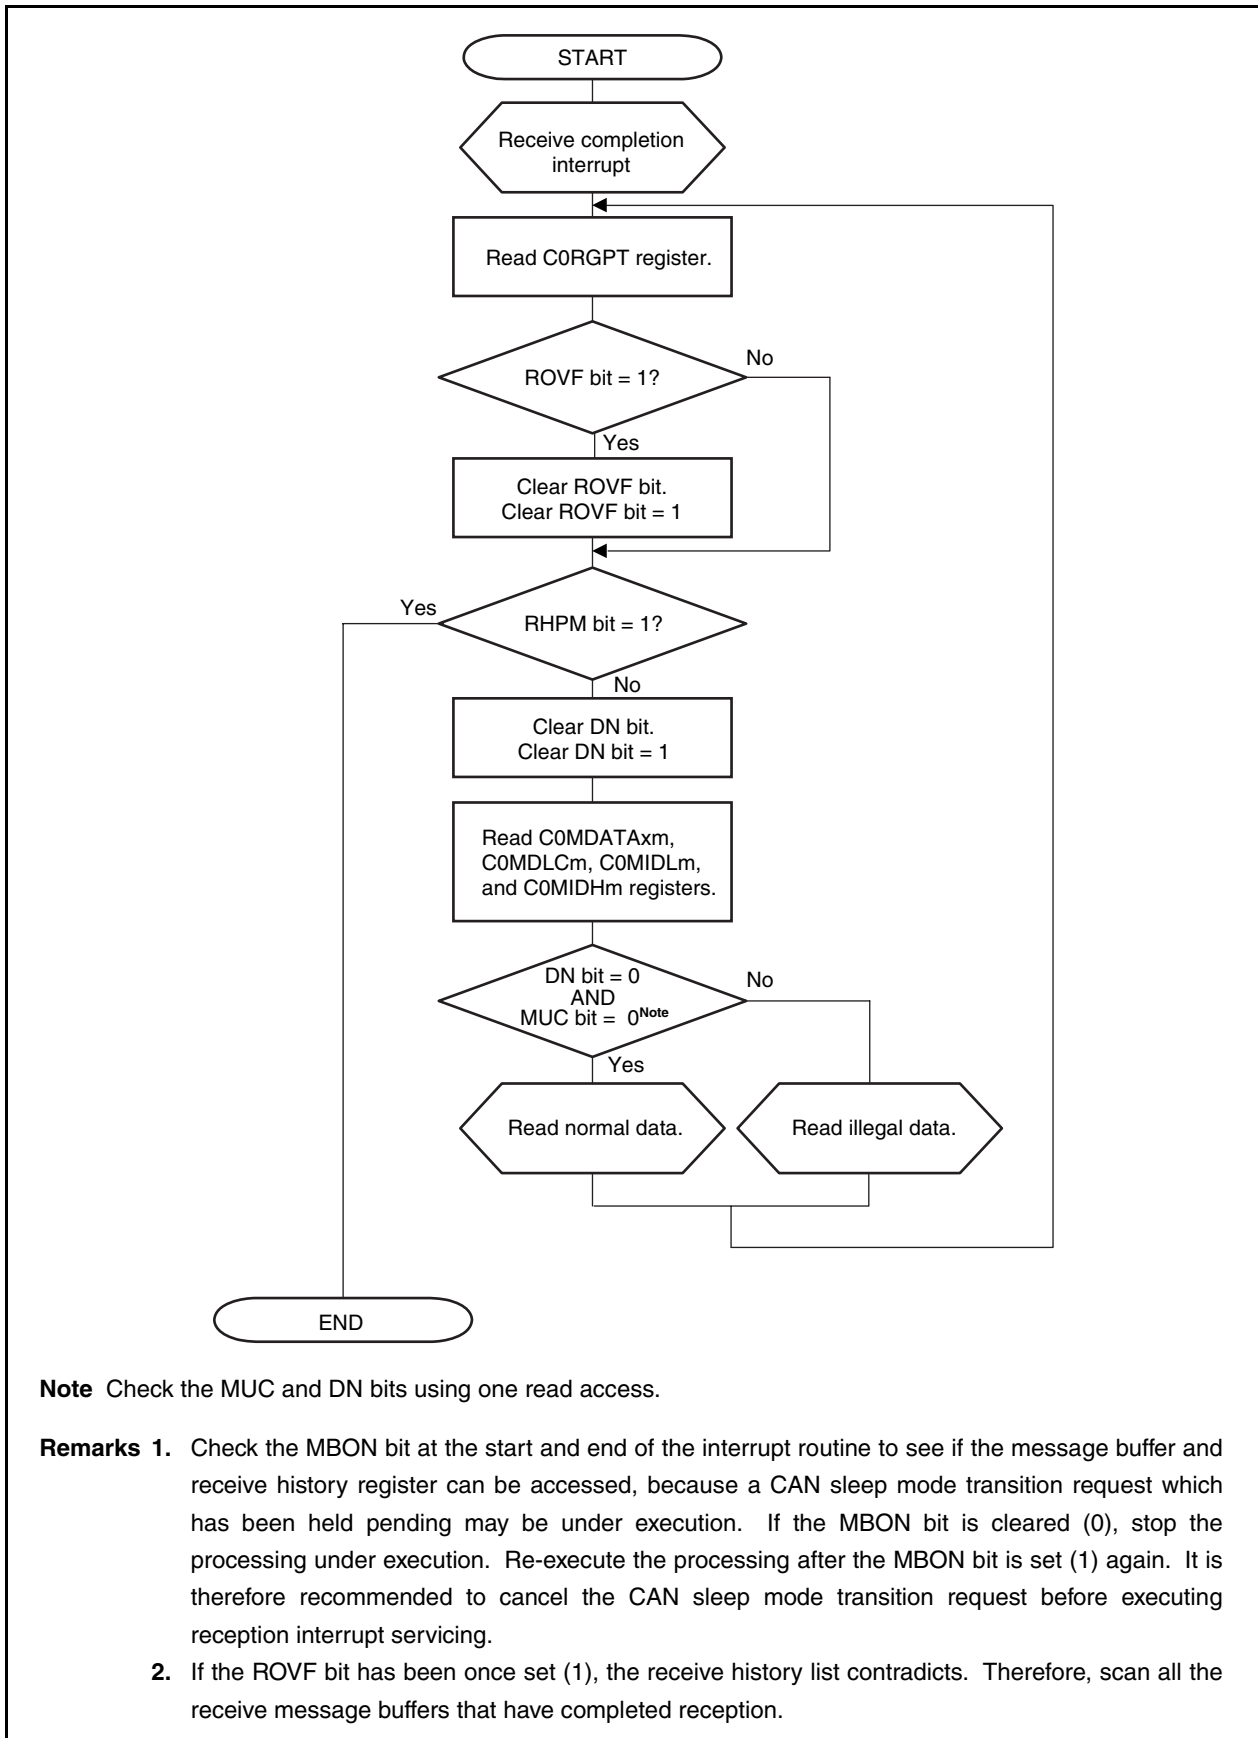 START
Receive completion
interrupt
Read C0RGPT register.
ROVF bit = 1?
No
Yes
Clear ROVF bit.
Clear ROVF bit = 1
Yes
RHPM bit = 1?
No
Clear DN bit.
Clear DN bit = 1
Read C0MDATAxm,
C0MDLCm, C0MIDLm,
and C0MIDHm registers.
DN bit = 0
AND
MUC bit = 0Note
No
Yes
Read normal data.
Read illegal data.
END
Note Check the MUC and DN bits using one read access.
Remarks 1. Check the MBON bit at the start and end of the interrupt routine to see if the message buffer and
receive history register can be accessed, because a CAN sleep mode transition request which
has been held pending may be under execution. If the MBON bit is cleared (0), stop the
processing under execution. Re-execute the processing after the MBON bit is set (1) again. It is
therefore recommended to cancel the CAN sleep mode transition request before executing
reception interrupt servicing.
2. If the ROVF bit has been once set (1), the receive history list contradicts. Therefore, scan all the
receive message buffers that have completed reception.